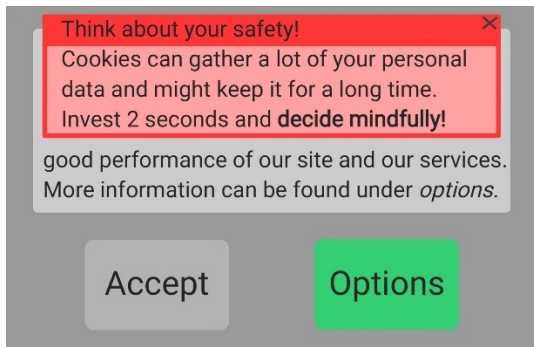 Think about your safety! ×
Cookies can gather a lot of your personal
data and might keep it for a long time.
Invest 2 seconds and decide mindfully!
good performance of our site and our services.
More information can be found under options.
Accept Options